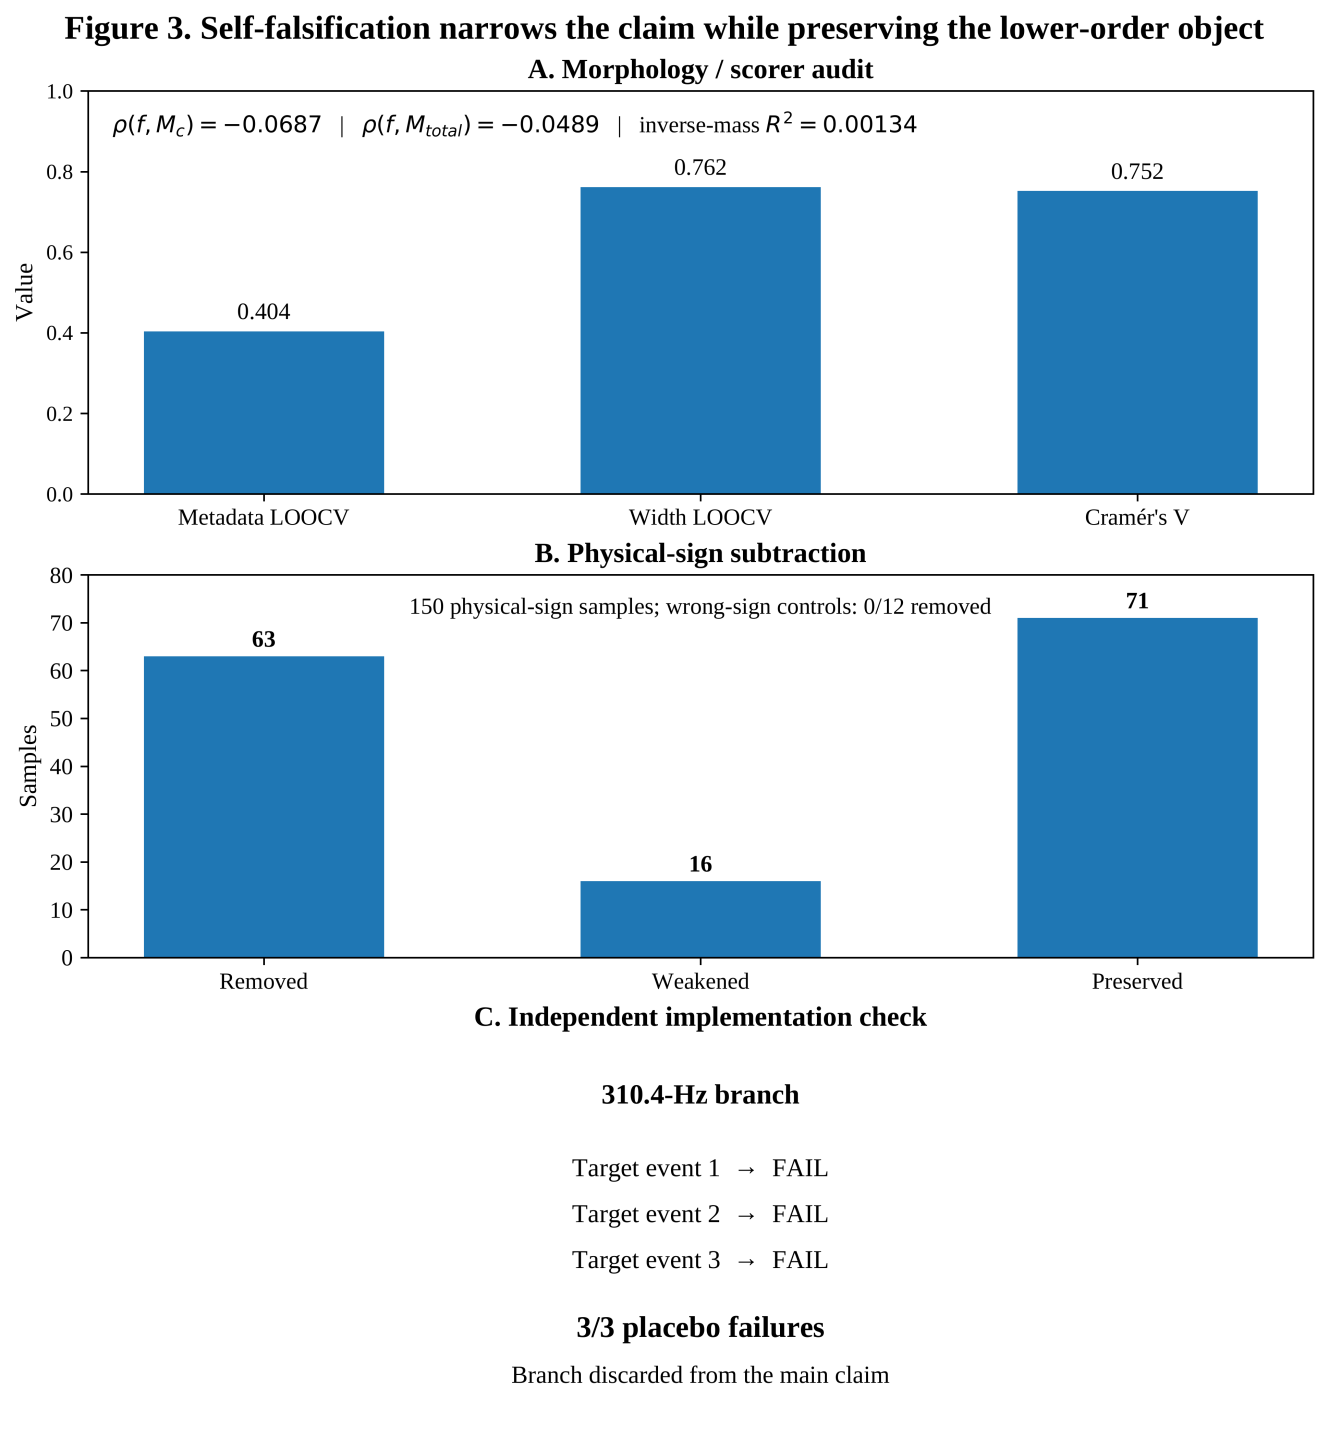 Figure 3. Self-falsification narrows the claim while preserving the lower-order object
A. Morphology / scorer audit
ρ(f, M_c) = −0.0687 | ρ(f, M_total) = −0.0489 | inverse-mass R² = 0.00134
1.0
0.8
0.6
0.4
0.2
0.0
Value
0.404
0.762
0.752
Metadata LOOCV
Width LOOCV
Cramér's V
B. Physical-sign subtraction
150 physical-sign samples; wrong-sign controls: 0/12 removed
80
70
60
50
40
30
20
10
0
Samples
63
16
71
Removed
Weakened
Preserved
C. Independent implementation check
310.4-Hz branch
Target event 1 → FAIL
Target event 2 → FAIL
Target event 3 → FAIL
3/3 placebo failures
Branch discarded from the main claim